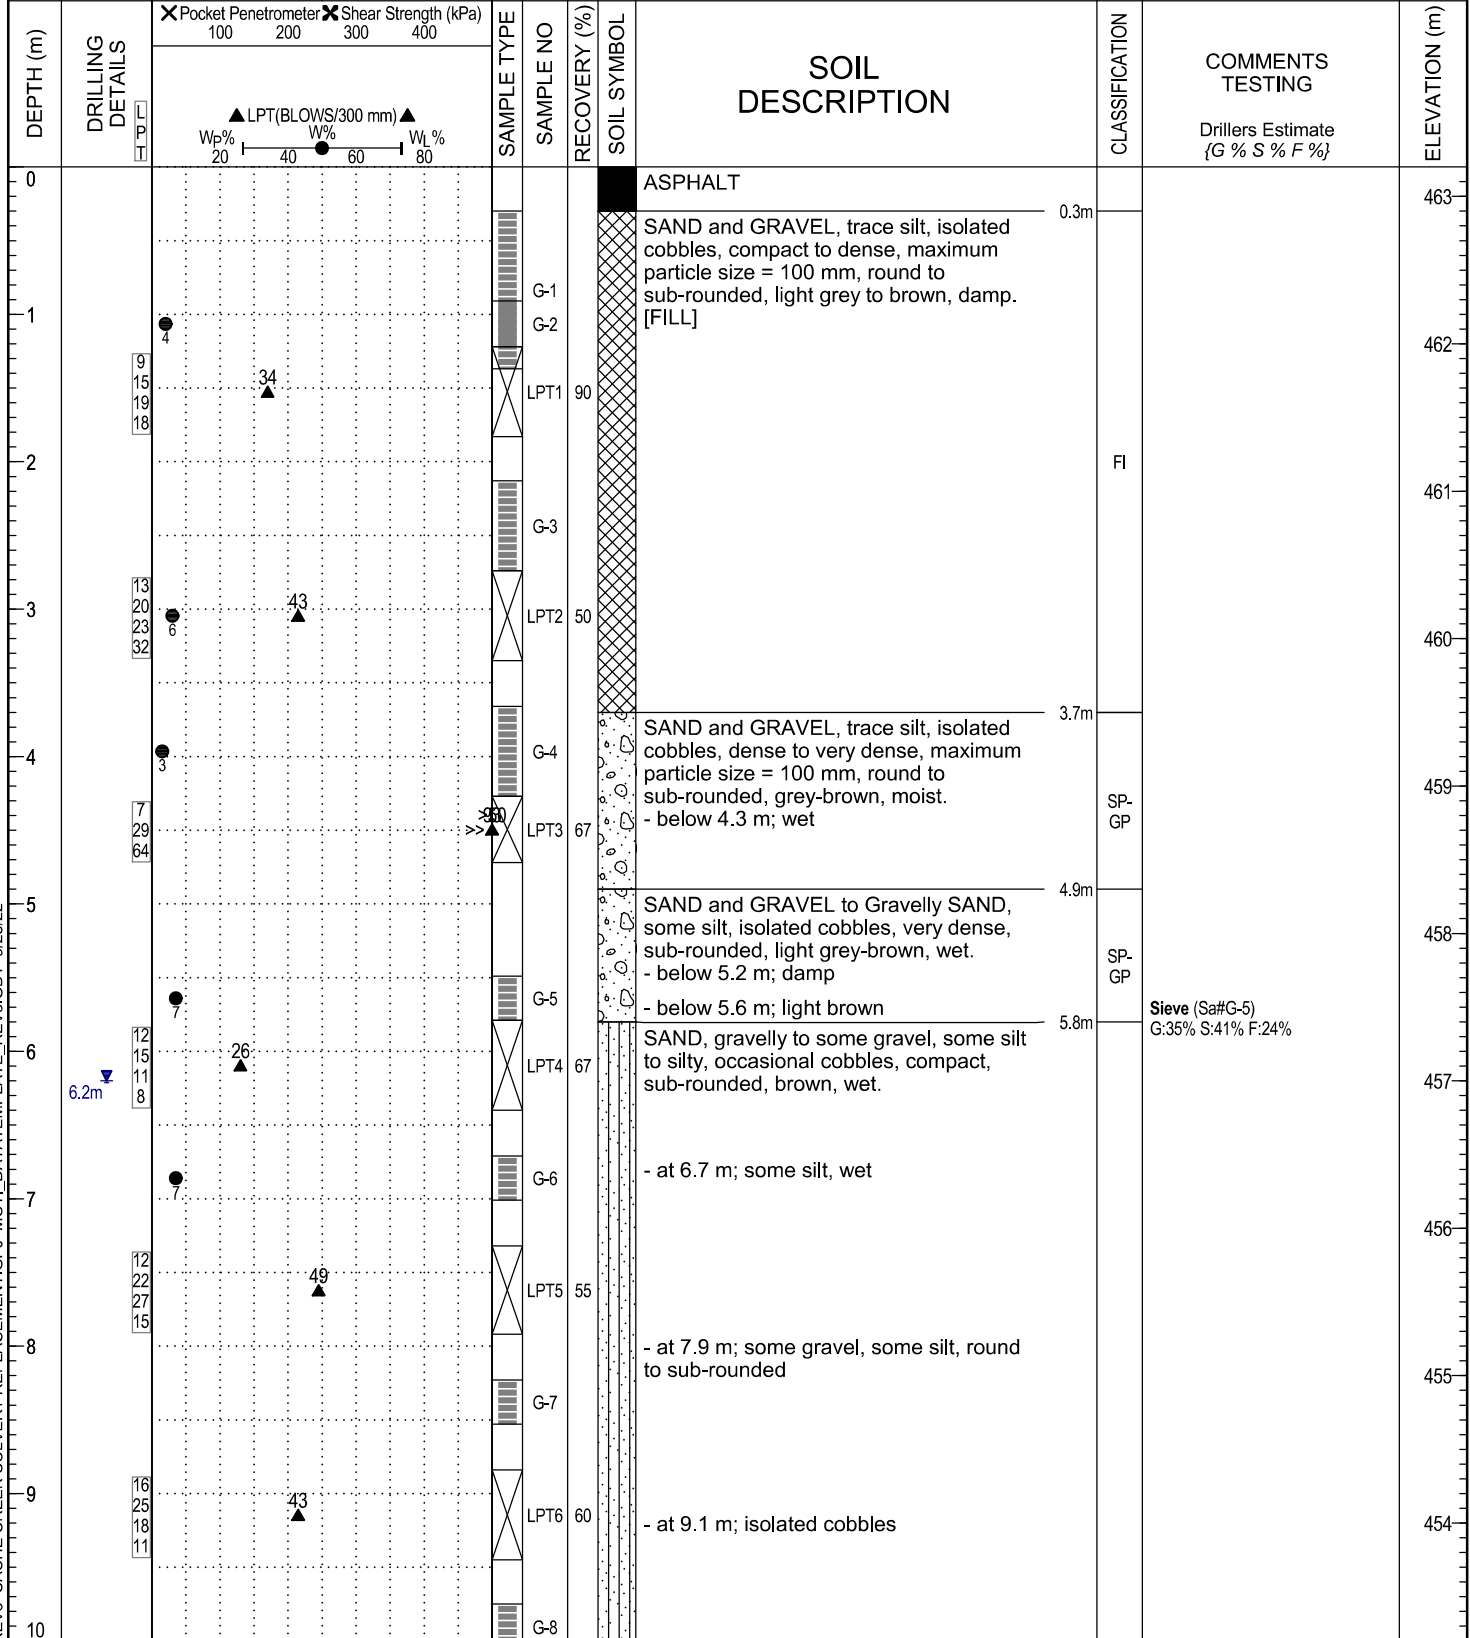 Pocket Penetrometer Shear Strength (kPa)
100 200 300 400
LPT(BLOWS/300 mm)
WP% W% WL%
20 40 60 80
DEPTH (m)
DRILLING DETAILS
L
P
T
SAMPLE TYPE
SAMPLE NO
RECOVERY (%)
SOIL SYMBOL
SOIL
DESCRIPTION
CLASSIFICATION
COMMENTS
TESTING
Drillers Estimate
{G % S % F %}
ELEVATION (m)
0
ASPHALT
463
0.3m
SAND and GRAVEL, trace silt, isolated
cobbles, compact to dense, maximum
particle size = 100 mm, round to
sub-rounded, light grey to brown, damp.
[FILL]
G-1
1
4
G-2
462
9
15
19
18
34
LPT1 90
2
FI
461
G-3
13
20
23
32
3
6
43
LPT2 50
460
3.7m
SAND and GRAVEL, trace silt, isolated
cobbles, dense to very dense, maximum
particle size = 100 mm, round to
sub-rounded, grey-brown, moist.
- below 4.3 m; wet
4
3
G-4
459
SP-
GP
7
29
64
>>
LPT3 67
4.9m
5
SAND and GRAVEL to Gravelly SAND,
some silt, isolated cobbles, very dense,
sub-rounded, light grey-brown, wet.
- below 5.2 m; damp
- below 5.6 m; light brown
458
SP-
GP
7
G-5
Sieve (Sa#G-5)
G:35% S:41% F:24%
5.8m
SAND, gravelly to some gravel, some silt
to silty, occasional cobbles, compact,
sub-rounded, brown, wet.
12
15
11
8
6
26
LPT4 67
457
6.2m
- at 6.7 m; some silt, wet
7
G-6
7
456
12
22
27
15
49
LPT5 55
8
- at 7.9 m; some gravel, some silt, round
to sub-rounded
455
G-7
16
25
18
11
9
43
LPT6 60
- at 9.1 m; isolated cobbles
454
10
G-8